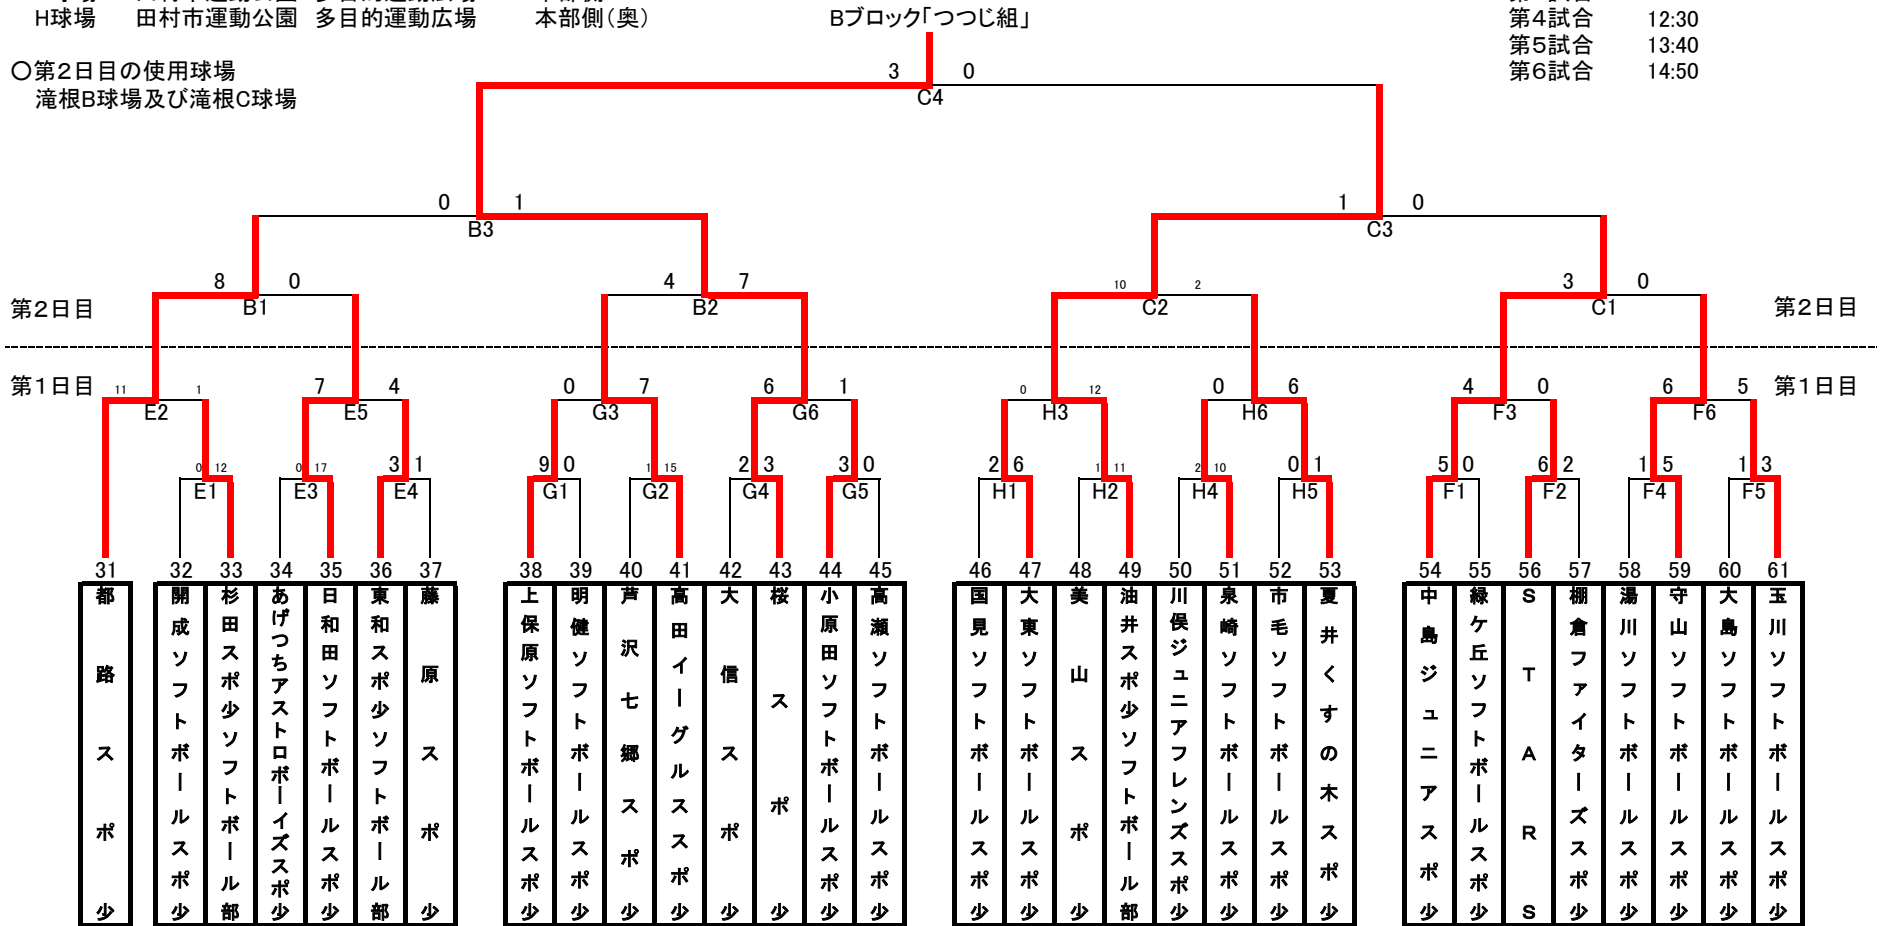 H球場 田村市運動公園 多目的運動広場 本部側(奥)
Bブロック「つつじ組」
第4試合 12:30
第5試合 13:40
第6試合 14:50
○第2日目の使用球場
滝根B球場及び滝根C球場
3 0
C4
0 1
B3
1 0
C3
8 0
B1
4 7
B2
10 2
C2
3 0
C1
第2日目 第2日目
第1日目 第1日目
11 1
E2
7 4
E5
0 7
G3
6 1
G6
0 12
H3
0 6
H6
4 0
F3
6 5
F6
0 12
E1
0 17
E3
3 1
E4
9 0
G1
1 15
G2
2 3
G4
3 0
G5
2 6
H1
1 11
H2
2 10
H4
0 1
H5
5 0
F1
6 2
F2
1 5
F4
1 3
F5
31 都路スポ少
32 開成ソフトボールスポ少
33 杉田スポ少ソフトボール部
34 あげつちアストロボーイズスポ少
35 日和田ソフトボールスポ少
36 東和スポ少ソフトボール部
37 藤原スポ少
38 上保原ソフトボールスポ少
39 明健ソフトボールスポ少
40 芦沢七郷スポ少
41 高田イーグルススポ少
42 大信スポ少
43 桜スポ少
44 小原田ソフトボールスポ少
45 高瀬ソフトボールスポ少
46 国見ソフトボールスポ少
47 大東ソフトボールスポ少
48 美山スポ少
49 油井スポ少ソフトボール部
50 川俣ジュニアフレンズスポ少
51 泉崎ソフトボールスポ少
52 市毛ソフトボールスポ少
53 夏井くすの木スポ少
54 中島ジュニアスポ少
55 緑ケ丘ソフトボールスポ少
56 STARS
57 棚倉ファイターズスポ少
58 湯川ソフトボールスポ少
59 守山ソフトボールスポ少
60 大島ソフトボールスポ少
61 玉川ソフトボールスポ少